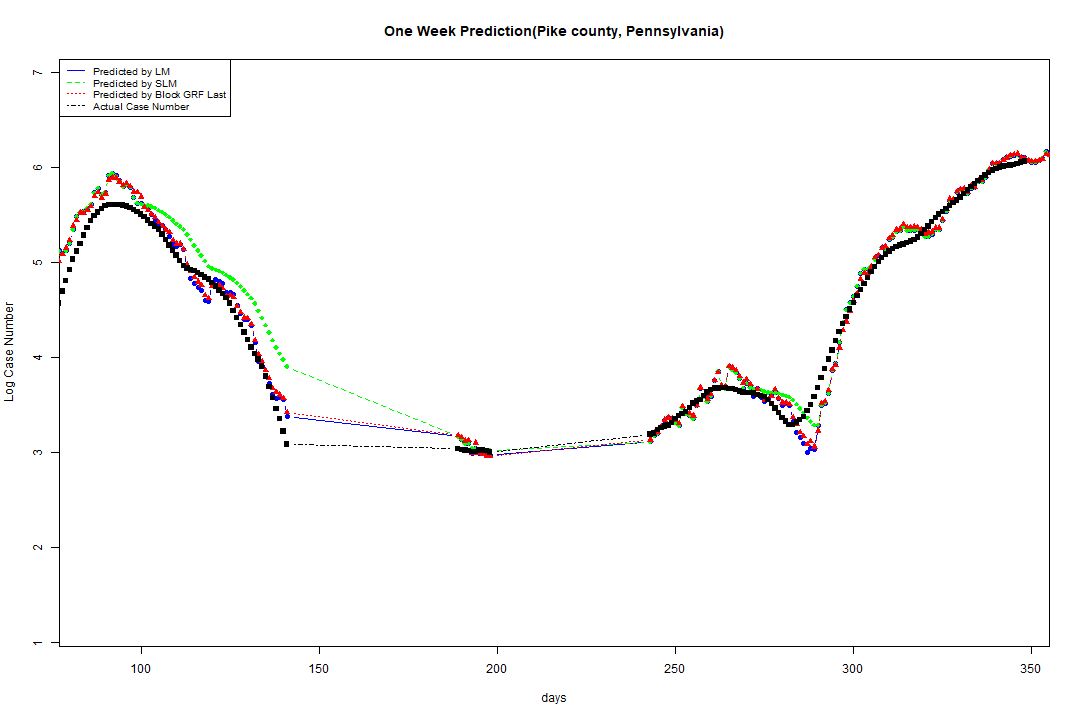 One Week Prediction(Pike county, Pennsylvania)
Predicted by LM
Predicted by SLM
Predicted by Block GRF Last
Actual Case Number
7
6
5
4
3
2
1
Log Case Number
100 150 200 250 300 350
days